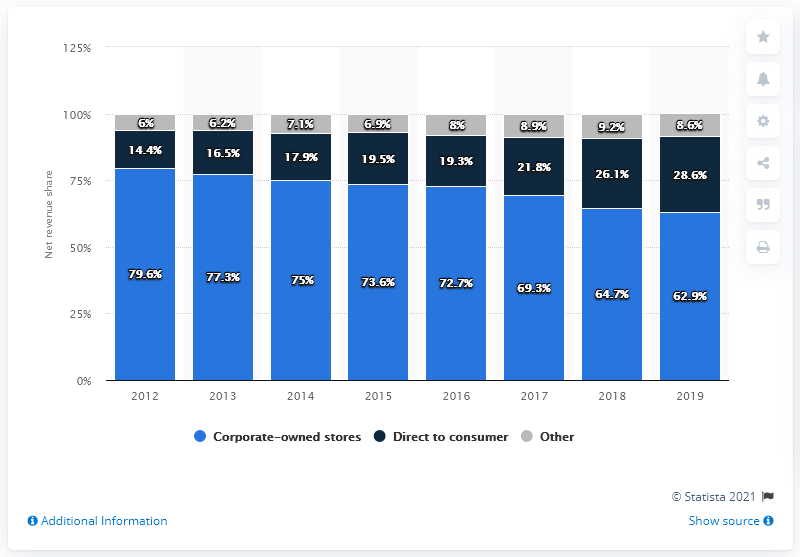 125%
100%
75%
50%
25%
0%
Net revenue share
6% 6.2% 7.1% 6.9% 8% 8.9% 9.2% 8.6%
14.4% 16.5% 17.9% 19.5% 19.3% 21.8% 26.1% 28.6%
79.6% 77.3% 75% 73.6% 72.7% 69.3% 64.7% 62.9%
2012 2013 2014 2015 2016 2017 2018 2019
Corporate-owned stores Direct to consumer Other
© Statista 2021
Additional Information Show source